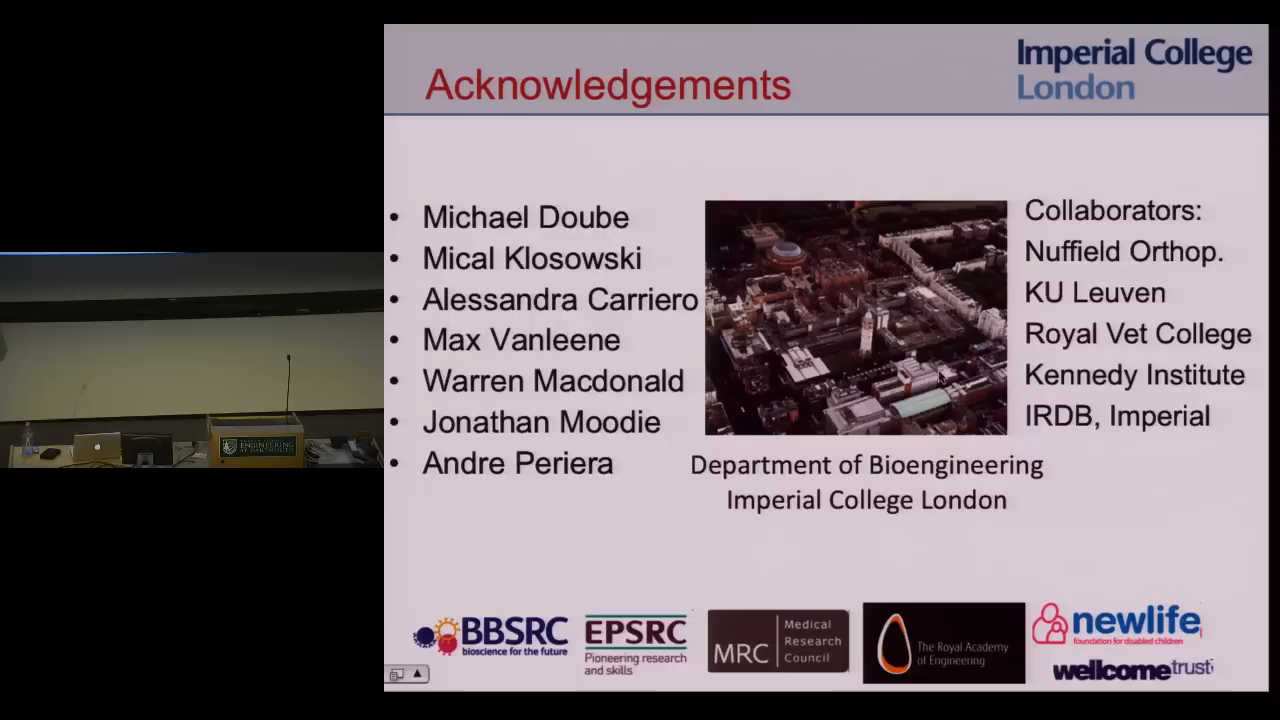 Acknowledgements
Imperial College
London
• Michael Doube
• Mical Klosowski
• Alessandra Carriero
• Max Vanleene
• Warren Macdonald
• Jonathan Moodie
• Andre Periera
Department of Bioengineering
Imperial College London
Collaborators:
Nuffield Orthop.
KU Leuven
Royal Vet College
Kennedy Institute
IRDB, Imperial
BBSRC
bioscience for the future
EPSRC
Pioneering research
and skills
MRC
Medical
Research
Council
The Royal Academy
of Engineering
newlife
foundation for disabled children
wellcometrust
ENGINEERING
AT DARTMOUTH